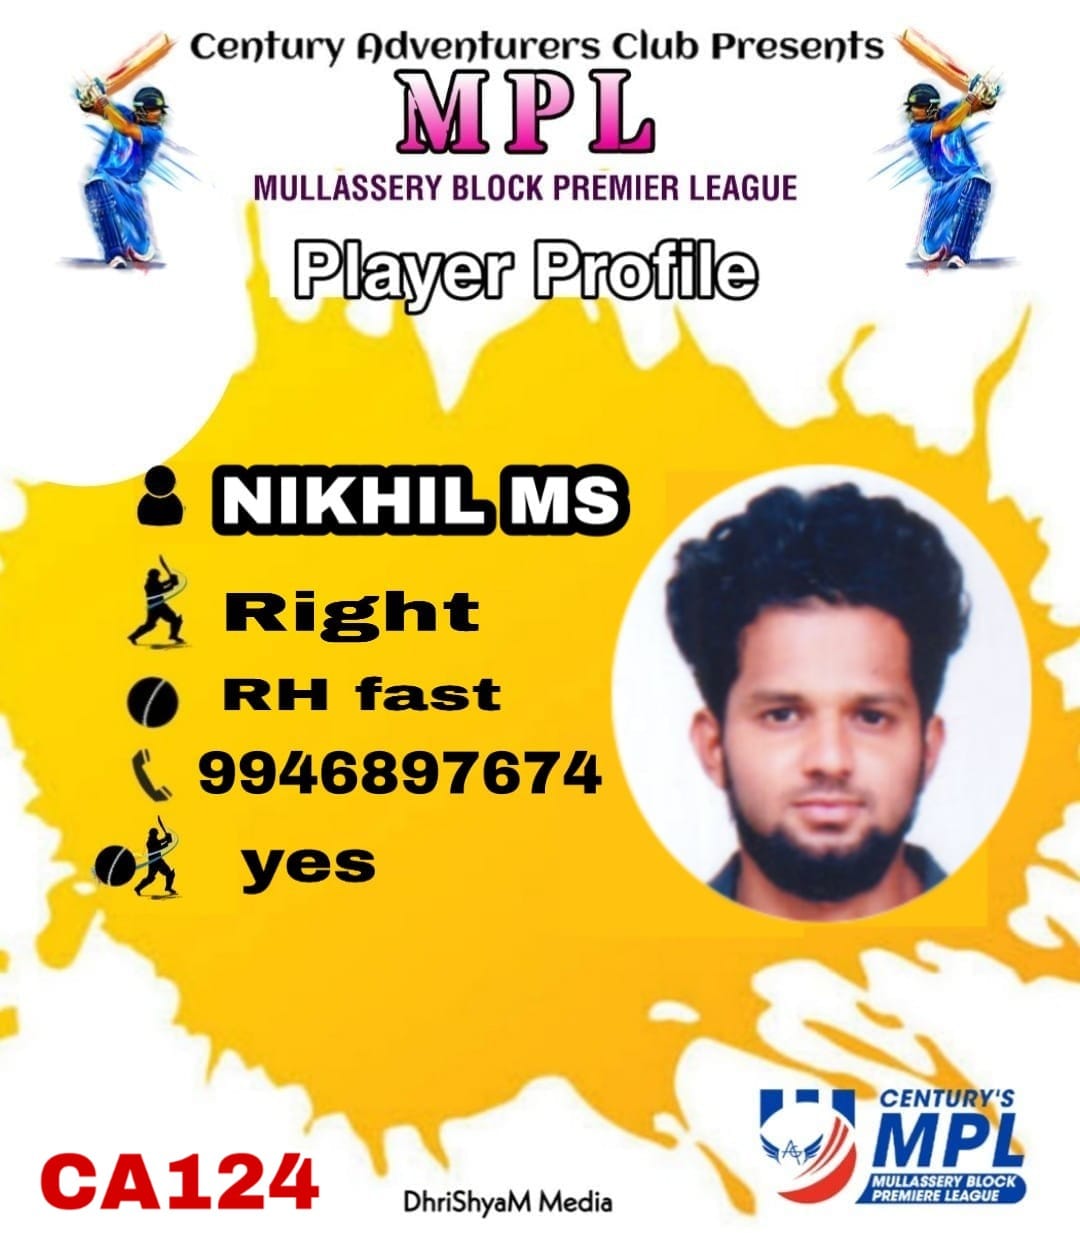 Century Adventurers Club Presents
MPL
MULLASSERY BLOCK PREMIER LEAGUE
Player Profile
NIKHIL MS
Right
RH fast
9946897674
yes
CA124
DhriShyaM Media
CENTURY'S
MPL
MULLASSERY BLOCK
PREMIERE LEAGUE